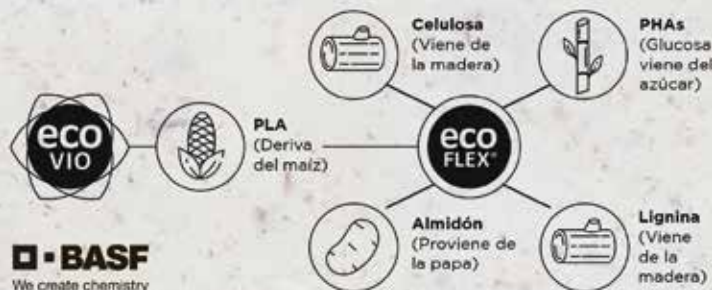 Celulosa
(Viene de
la madera)
PHAs
(Glucosa
viene del
azúcar)
eco
VIO
PLA
(Deriva
del maíz)
eco
FLEX®
Almidón
(Proviene de
la papa)
Lignina
(Viene
de la
madera)
BASF
We create chemistry